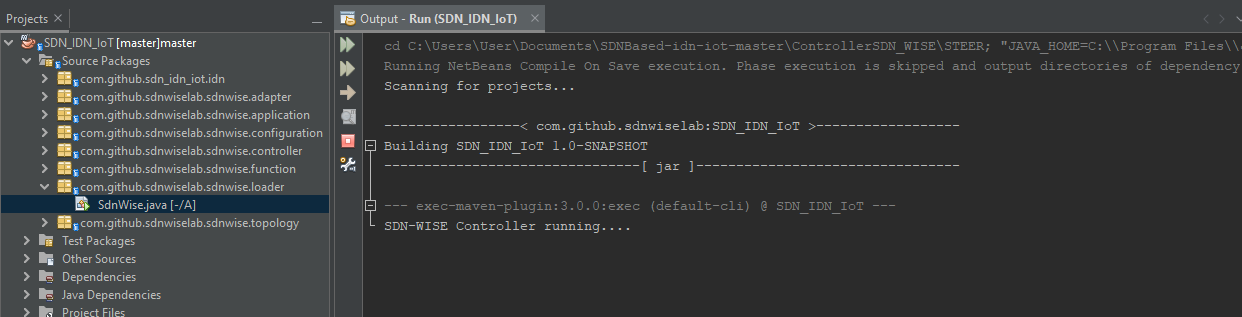 Projects
SDN_IDN_IoT [master]master
Source Packages
com.github.sdn_idn_iot.idn
com.github.sdnwiselab.sdnwise.adapter
com.github.sdnwiselab.sdnwise.application
com.github.sdnwiselab.sdnwise.configuration
com.github.sdnwiselab.sdnwise.controller
com.github.sdnwiselab.sdnwise.function
com.github.sdnwiselab.sdnwise.loader
SdnWise.java [-/A]
com.github.sdnwiselab.sdnwise.topology
Test Packages
Other Sources
Dependencies
Java Dependencies
Project Files
Output - Run (SDN_IDN_IoT)
cd C:\Users\User\Documents\SDNBased-idn-iot-master\ControllerSDN_WISE\STEER; "JAVA_HOME=C:\\Program Files\\
Running NetBeans Compile On Save execution. Phase execution is skipped and output directories of dependency
Scanning for projects...
-----------------< com.github.sdnwiselab:SDN_IDN_IoT >------------------
Building SDN_IDN_IoT 1.0-SNAPSHOT
--------------------------------[ jar ]---------------------------------
--- exec-maven-plugin:3.0.0:exec (default-cli) @ SDN_IDN_IoT ---
SDN-WISE Controller running....